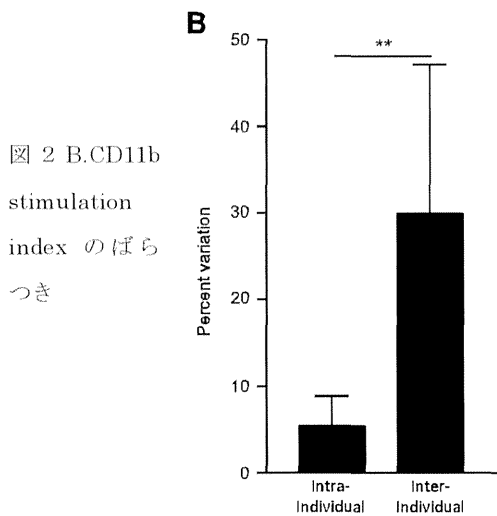 B
図 2 B.CD11b
stimulation
index のばら
つき
Percent variation
50
40
30
20
10
0
**
Intra-
Individual
Inter-
Individual